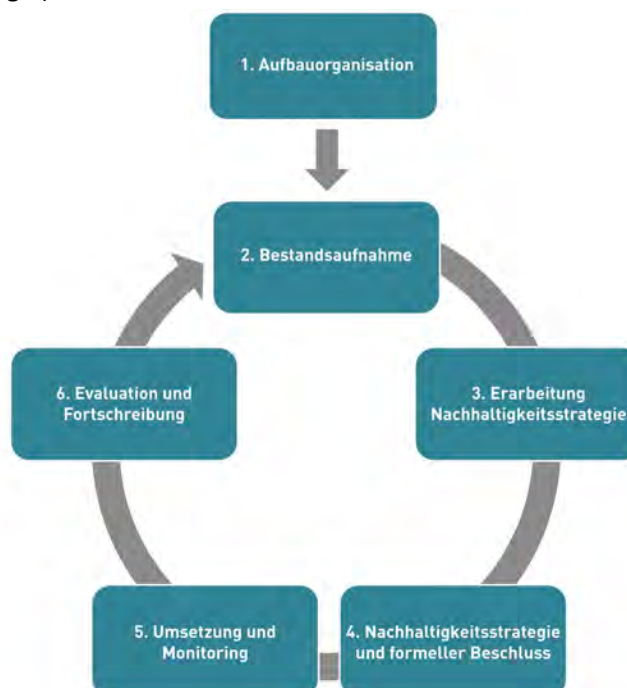 1. Aufbauorganisation
2. Bestandsaufnahme
3. Erarbeitung
Nachhaltigkeitsstrategie
4. Nachhaltigkeitsstrategie
und formeller Beschluss
5. Umsetzung und
Monitoring
6. Evaluation und
Fortschreibung